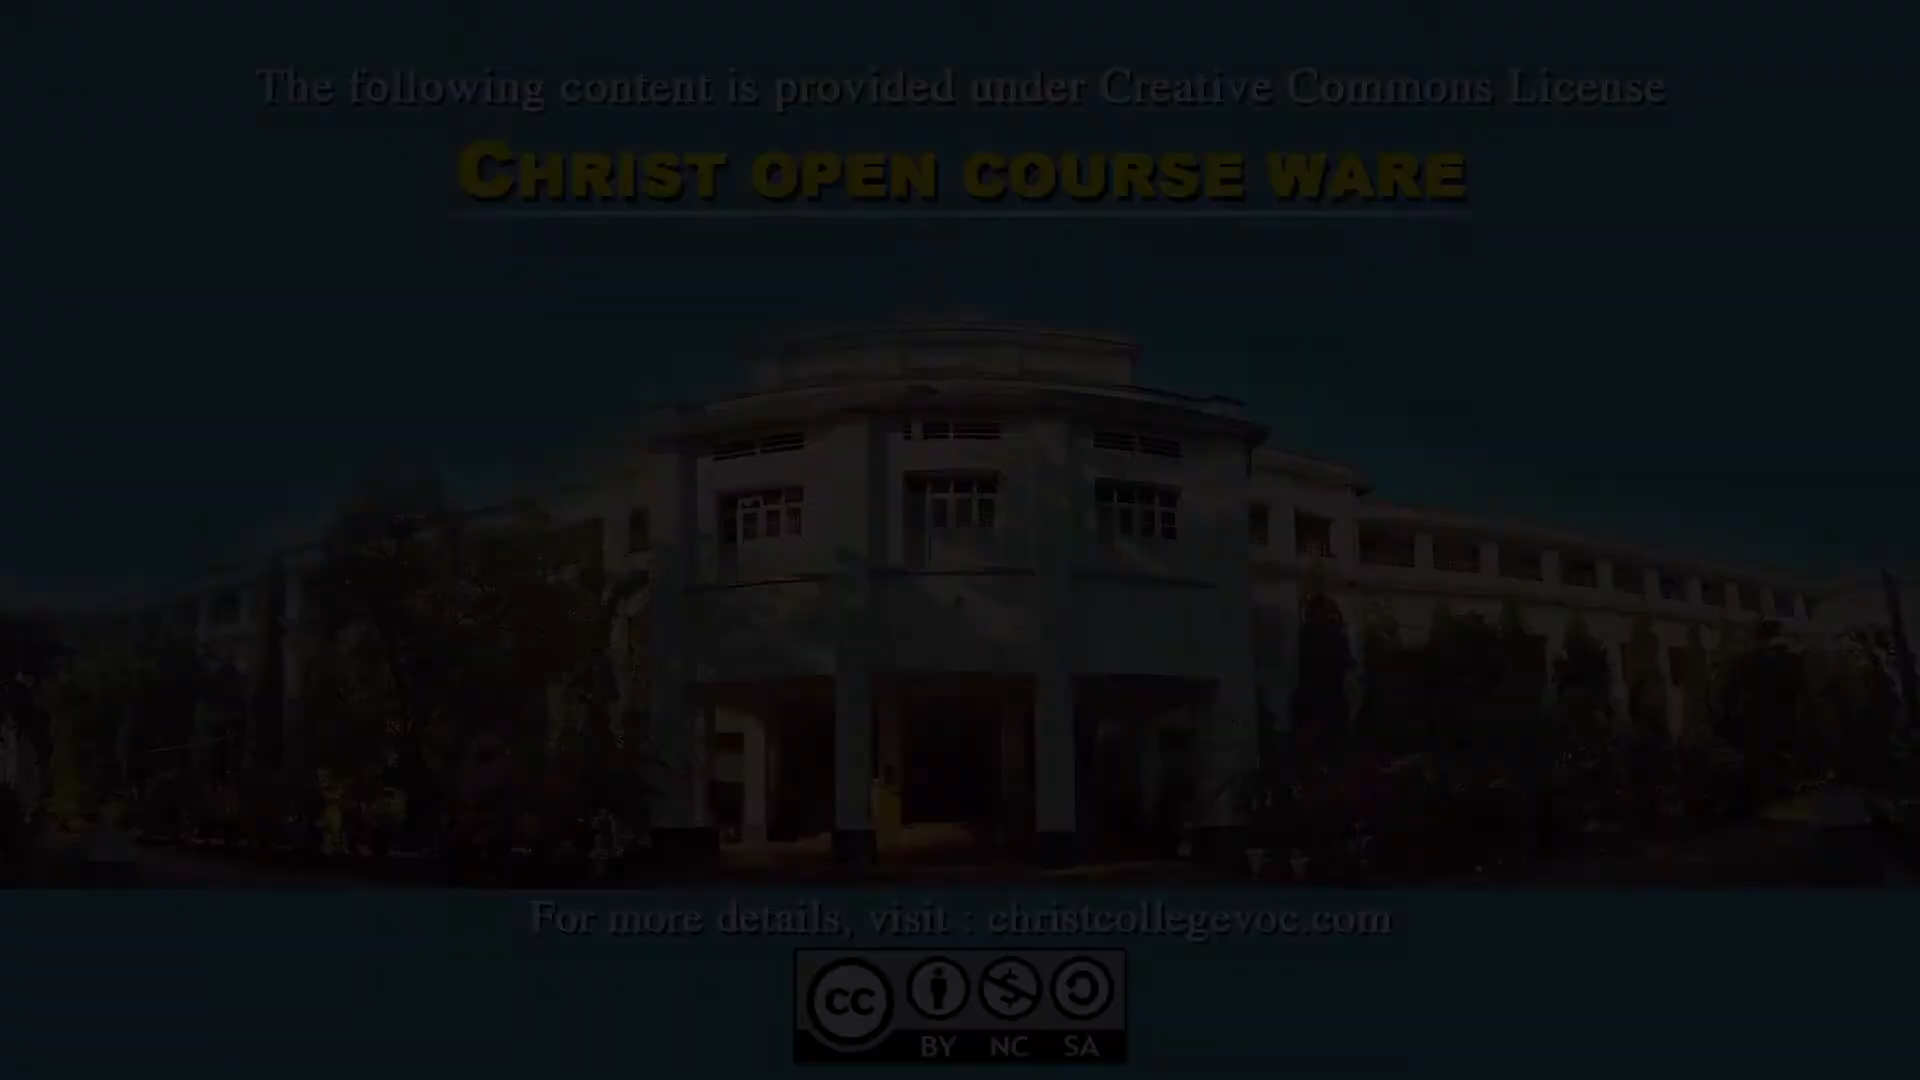 The following content is provided under Creative Commons License
CHRIST OPEN COURSE WARE
For more details, visit : christcollegevoc.com
cc
BY NC SA